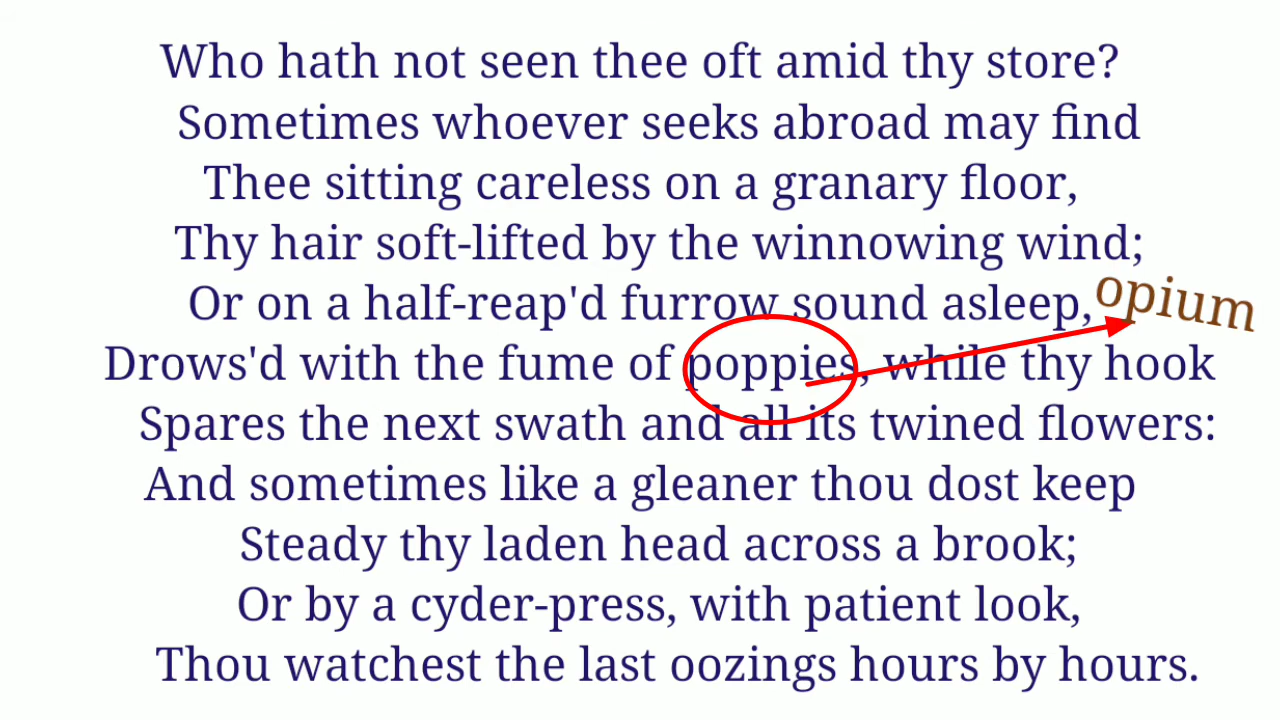 Who hath not seen thee oft amid thy store?
Sometimes whoever seeks abroad may find
Thee sitting careless on a granary floor,
Thy hair soft-lifted by the winnowing wind;
Or on a half-reap'd furrow sound asleep,
opium
Drows'd with the fume of poppies, while thy hook
Spares the next swath and all its twined flowers:
And sometimes like a gleaner thou dost keep
Steady thy laden head across a brook;
Or by a cyder-press, with patient look,
Thou watchest the last oozings hours by hours.